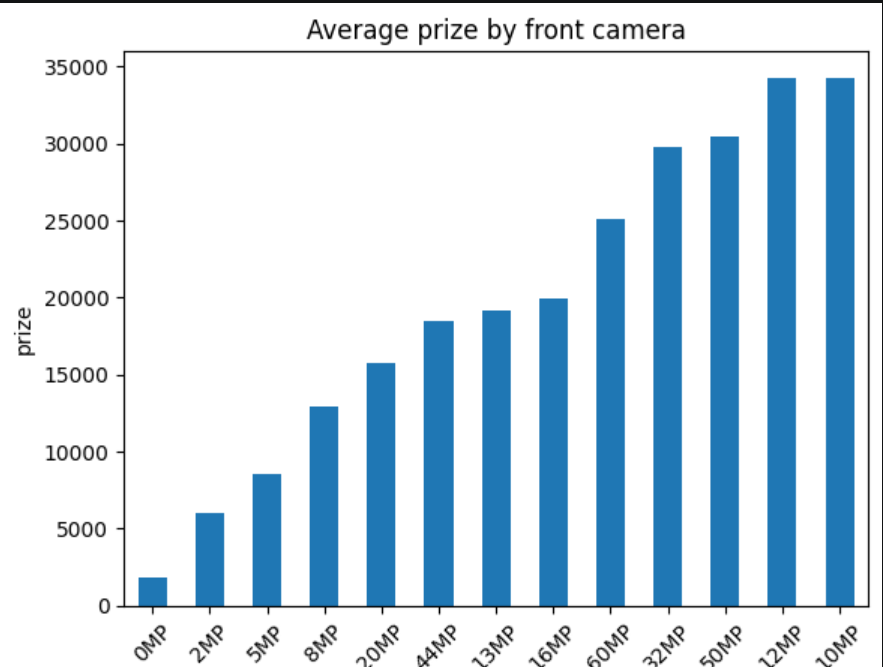 Average prize by front camera
35000
30000
25000
20000
15000
10000
5000
0
prize
0MP
2MP
5MP
8MP
20MP
44MP
13MP
16MP
60MP
32MP
50MP
12MP
10MP